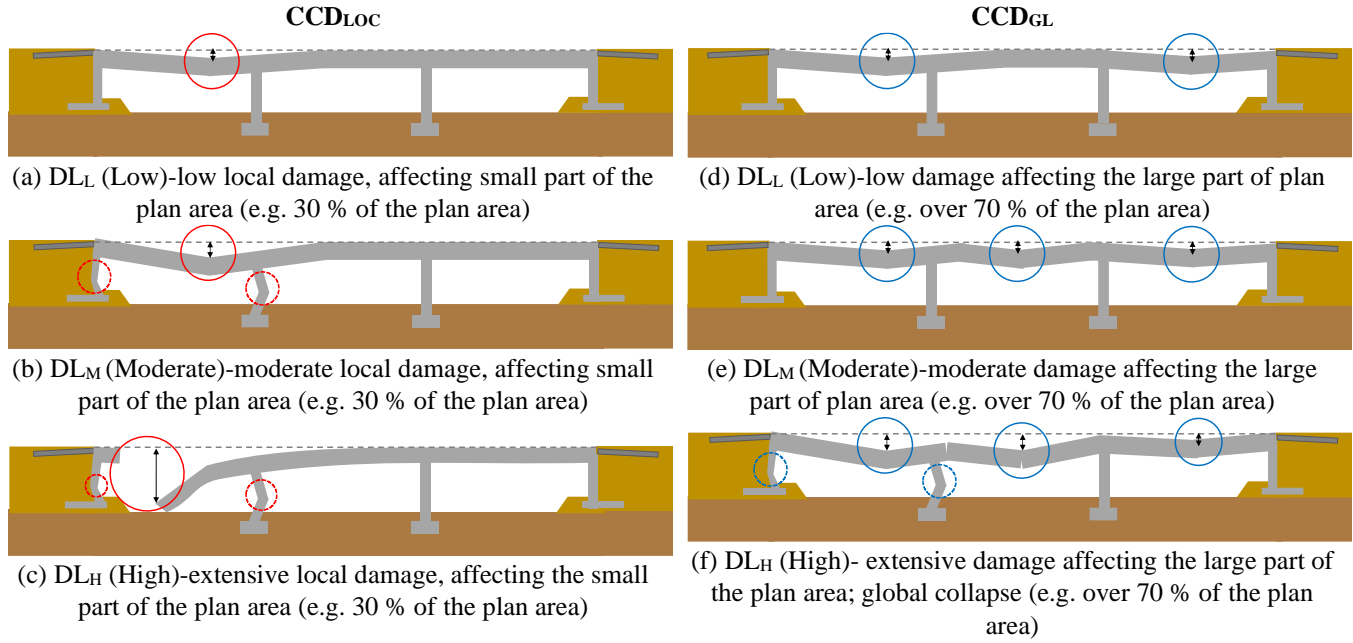 CCDLOC
(a) DLL (Low)-low local damage, affecting small part of the
plan area (e.g. 30 % of the plan area)
(b) DLM (Moderate)-moderate local damage, affecting small
part of the plan area (e.g. 30 % of the plan area)
(c) DLH (High)-extensive local damage, affecting the small
part of the plan area (e.g. 30 % of the plan area)
CCDGL
(d) DLL (Low)-low damage affecting the large part of plan
area (e.g. over 70 % of the plan area)
(e) DLM (Moderate)-moderate damage affecting the large
part of plan area (e.g. over 70 % of the plan area)
(f) DLH (High)- extensive damage affecting the large part of
the plan area; global collapse (e.g. over 70 % of the plan
area)